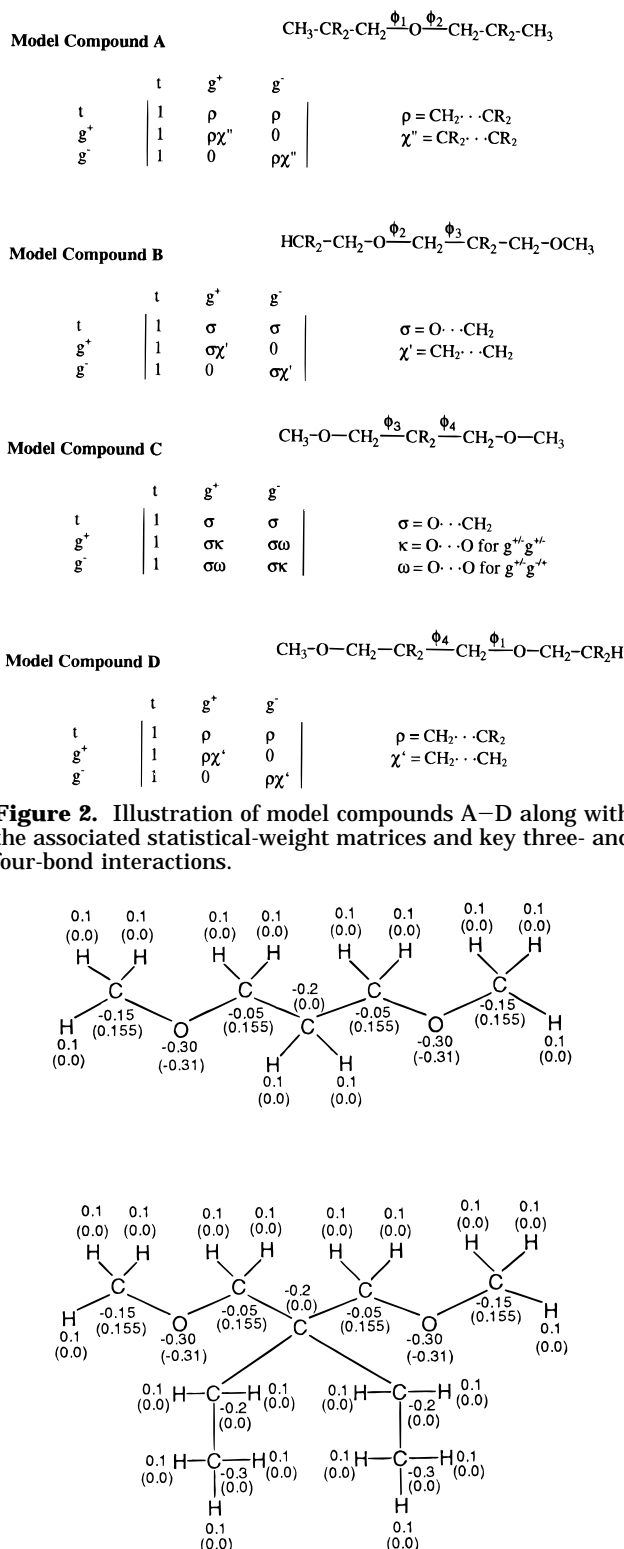 Model Compound A
CH₃-CR₂-CH₂—O—CH₂-CR₂-CH₃
ϕ₁ ϕ₂
t g⁺ g⁻
t 1 ρ ρ
g⁺ 1 ρχ" 0
g⁻ 1 0 ρχ"
ρ = CH₂···CR₂
χ" = CR₂···CR₂
Model Compound B
HCR₂-CH₂-O—CH₂—CR₂-CH₂-OCH₃
ϕ₂ ϕ₃
t g⁺ g⁻
t 1 σ σ
g⁺ 1 σχ' 0
g⁻ 1 0 σχ'
σ = O···CH₂
χ' = CH₂···CH₂
Model Compound C
CH₃-O—CH₂—CR₂—CH₂-O—CH₃
ϕ₃ ϕ₄
t g⁺ g⁻
t 1 σ σ
g⁺ 1 σκ σω
g⁻ 1 σω σκ
σ = O···CH₂
κ = O···O for g⁺/⁻g⁺/⁻
ω = O···O for g⁺/⁻g⁻/⁺
Model Compound D
CH₃-O—CH₂-CR₂—CH₂—O—CH₂-CR₂H
ϕ₄ ϕ₁
t g⁺ g⁻
t 1 ρ ρ
g⁺ 1 ρχ‘ 0
g⁻ 1 0 ρχ‘
ρ = CH₂···CR₂
χ‘ = CH₂···CH₂
Figure 2. Illustration of model compounds A–D along with
the associated statistical-weight matrices and key three- and
four-bond interactions.
0.1 0.1 0.1 0.1 0.1 0.1 0.1 0.1
(0.0) (0.0) (0.0) (0.0) (0.0) (0.0) (0.0) (0.0)
H H H H H H H H
C C C C
-0.2
(0.0)
-0.15 -0.05 -0.05 -0.15
(0.155) (0.155) (0.155) (0.155)
H O C O H
0.1 -0.30 -0.30 0.1
(0.0) (-0.31) (-0.31) (0.0)
H H
0.1 0.1
(0.0) (0.0)
0.1 0.1 0.1 0.1 0.1 0.1 0.1 0.1
(0.0) (0.0) (0.0) (0.0) (0.0) (0.0) (0.0) (0.0)
H H H H H H H H
C C C C
-0.2
(0.0)
-0.15 -0.05 -0.05 -0.15
(0.155) (0.155) (0.155) (0.155)
H O C O H
0.1 -0.30 -0.30 0.1
(0.0) (-0.31) (-0.31) (0.0)
0.1 H C H 0.1 0.1 H C H 0.1
(0.0) (0.0) (0.0) (0.0)
-0.2 -0.2
(0.0) (0.0)
0.1 H C H 0.1 0.1 H C H 0.1
(0.0) (0.0) (0.0) (0.0)
-0.3 -0.3
(0.0) (0.0)
H H
0.1 0.1
(0.0) (0.0)